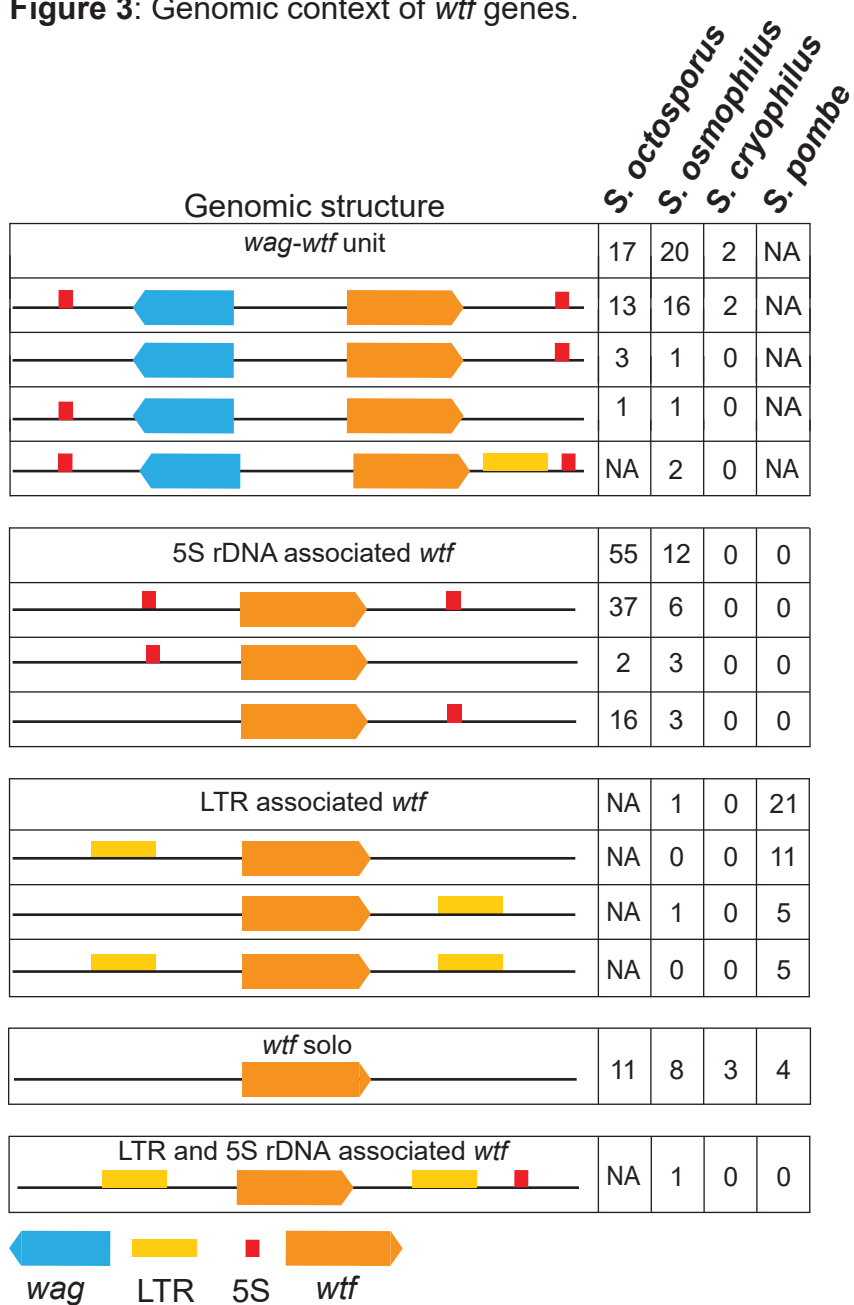 Figure 3: Genomic context of wtf genes.
S. octosporus S. osmophilus S. cryophilus S. pombe
Genomic structure
wag-wtf unit 17 20 2 NA
13 16 2 NA
3 1 0 NA
1 1 0 NA
NA 2 0 NA
5S rDNA associated wtf 55 12 0 0
37 6 0 0
2 3 0 0
16 3 0 0
LTR associated wtf NA 1 0 21
NA 0 0 11
NA 1 0 5
NA 0 0 5
wtf solo 11 8 3 4
LTR and 5S rDNA associated wtf NA 1 0 0
wag LTR 5S wtf